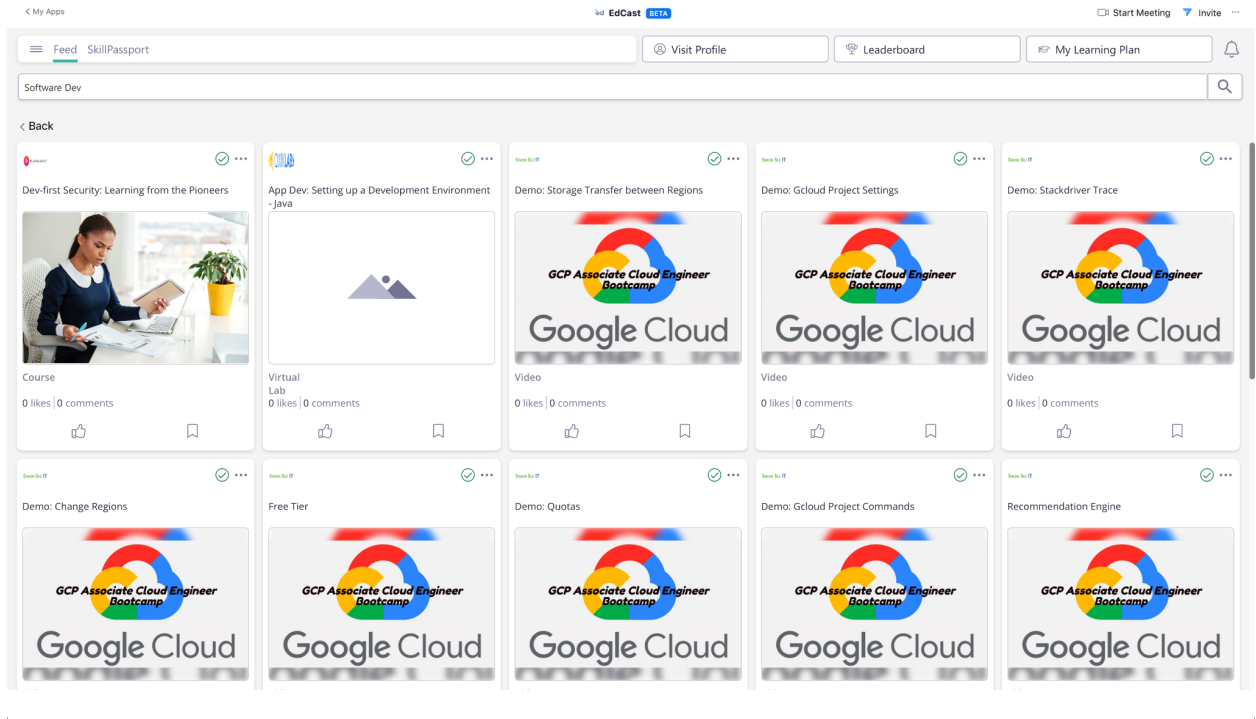 My Apps
EdCast BETA
Start Meeting
Invite
Feed
SkillPassport
Visit Profile
Leaderboard
My Learning Plan
Software Dev
Back
Dev-first Security: Learning from the Pioneers
Course
0 likes
0 comments
App Dev: Setting up a Development Environment
- Java
Virtual
Lab
0 likes
0 comments
Demo: Storage Transfer between Regions
GCP Associate Cloud Engineer
Bootcamp
Google Cloud
Video
0 likes
0 comments
Demo: Gcloud Project Settings
GCP Associate Cloud Engineer
Bootcamp
Google Cloud
Video
0 likes
0 comments
Demo: Stackdriver Trace
GCP Associate Cloud Engineer
Bootcamp
Google Cloud
Video
0 likes
0 comments
Demo: Change Regions
GCP Associate Cloud Engineer
Bootcamp
Google Cloud
Free Tier
GCP Associate Cloud Engineer
Bootcamp
Google Cloud
Demo: Quotas
GCP Associate Cloud Engineer
Bootcamp
Google Cloud
Demo: Gcloud Project Commands
GCP Associate Cloud Engineer
Bootcamp
Google Cloud
Recommendation Engine
GCP Associate Cloud Engineer
Bootcamp
Google Cloud